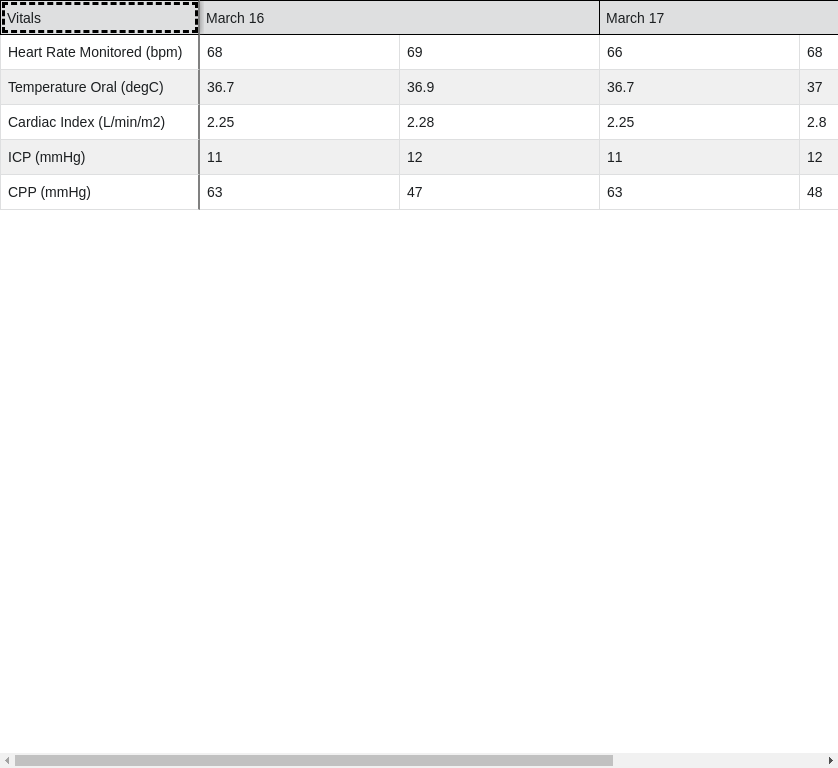 Vitals March 16 March 17
Heart Rate Monitored (bpm) 68 69 66 68
Temperature Oral (degC) 36.7 36.9 36.7 37
Cardiac Index (L/min/m2) 2.25 2.28 2.25 2.8
ICP (mmHg) 11 12 11 12
CPP (mmHg) 63 47 63 48